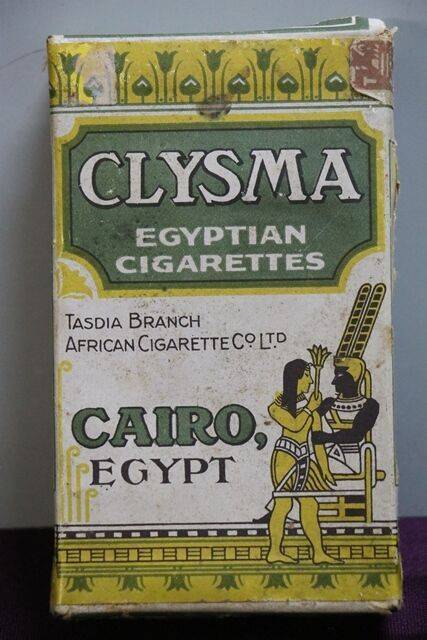 CLYSMA
EGYPTIAN
CIGARETTES
TASDIA BRANCH
AFRICAN CIGARETTE CO LTD
CAIRO,
EGYPT